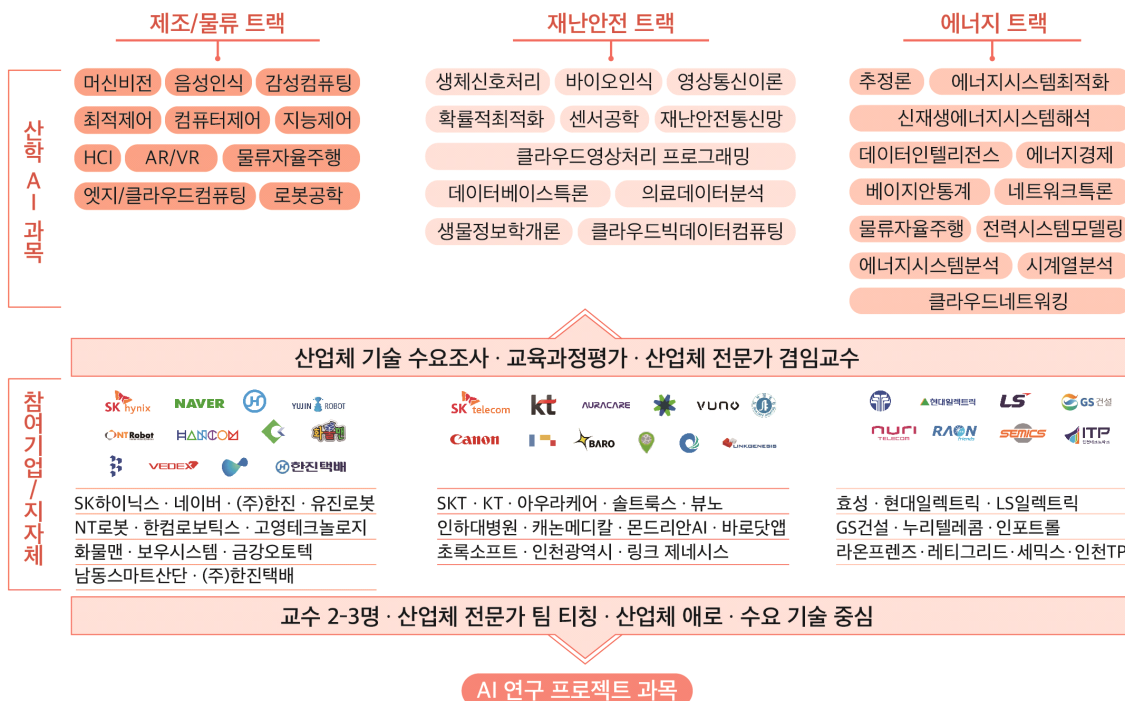 제조/물류 트랙
재난안전 트랙
에너지 트랙
산학 AI 과목
머신비전 음성인식 감성컴퓨팅
최적제어 컴퓨터제어 지능제어
HCI AR/VR 물류자율주행
엣지/클라우드컴퓨팅 로봇공학
생체신호처리 바이오인식 영상통신이론
확률적최적화 센서공학 재난안전통신망
클라우드영상처리 프로그래밍
데이터베이스특론 의료데이터분석
생물정보학개론 클라우드빅데이터컴퓨팅
추정론 에너지시스템최적화
신재생에너지시스템해석
데이터인텔리전스 에너지경제
베이지안통계 네트워크특론
물류자율주행 전력시스템모델링
에너지시스템분석 시계열분석
클라우드네트워킹
산업체 기술 수요조사 · 교육과정평가 · 산업체 전문가 겸임교수
참여기업/지자체
SK hynix NAVER H YUJIN ROBOT
NT Robot HANCOM 화물맨
VEDEX 한진택배
SK하이닉스 · 네이버 · (주)한진 · 유진로봇
NT로봇 · 한컴로보틱스 · 고영테크놀로지
화물맨 · 보우시스템 · 금강오토텍
남동스마트산단 · (주)한진택배
SK telecom kt AURACARE VUNO
Canon BARO LINKGENESIS
SKT · KT · 아우라케어 · 솔트룩스 · 뷰노
인하대병원 · 캐논메디칼 · 몬드리안AI · 바로닷앱
초록소프트 · 인천광역시 · 링크 제네시스
현대일렉트릭 LS GS건설
nuri TELECOM RAON friends SEMICS ITP 인천테크노파크
효성 · 현대일렉트릭 · LS일렉트릭
GS건설 · 누리텔레콤 · 인포트롤
라온프렌즈 · 레티그리드 · 세믹스 · 인천TP
교수 2-3명 · 산업체 전문가 팀 티칭 · 산업체 애로 · 수요 기술 중심
AI 연구 프로젝트 과목